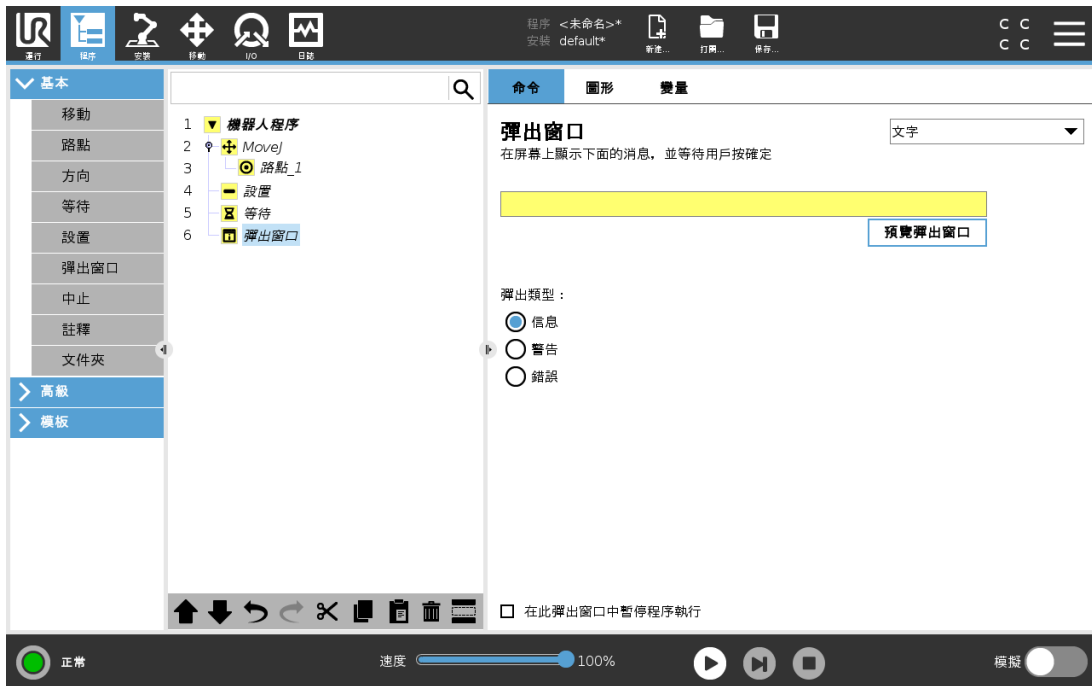 程序 <未命名>*
安裝 default*
運行 程序 安裝 移動 I/O 日誌 新建... 打開... 保存...
C C
C C
基本
移動
路點
方向
等待
設置
彈出窗口
中止
註釋
文件夾
高級
模板
1 機器人程序
2 MoveJ
3 路點_1
4 設置
5 等待
6 彈出窗口
命令 圖形 變量
彈出窗口
文字
在屏幕上顯示下面的消息，並等待用戶按確定
預覽彈出窗口
彈出類型：
信息
警告
錯誤
在此彈出窗口中暫停程序執行
正常
速度 100%
模擬